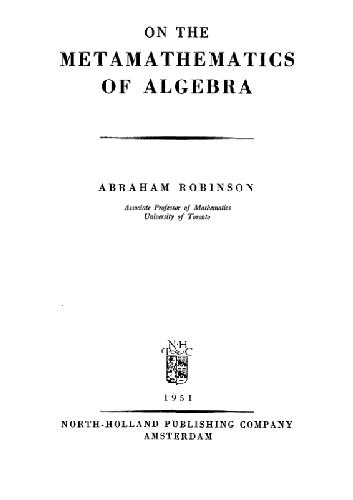 ON THE
METAMATHEMATICS
OF ALGEBRA
ABRAHAM ROBINSON
Associate Professor of Mathematics
University of Toronto
N·H
P C
1951
NORTH-HOLLAND PUBLISHING COMPANY
AMSTERDAM